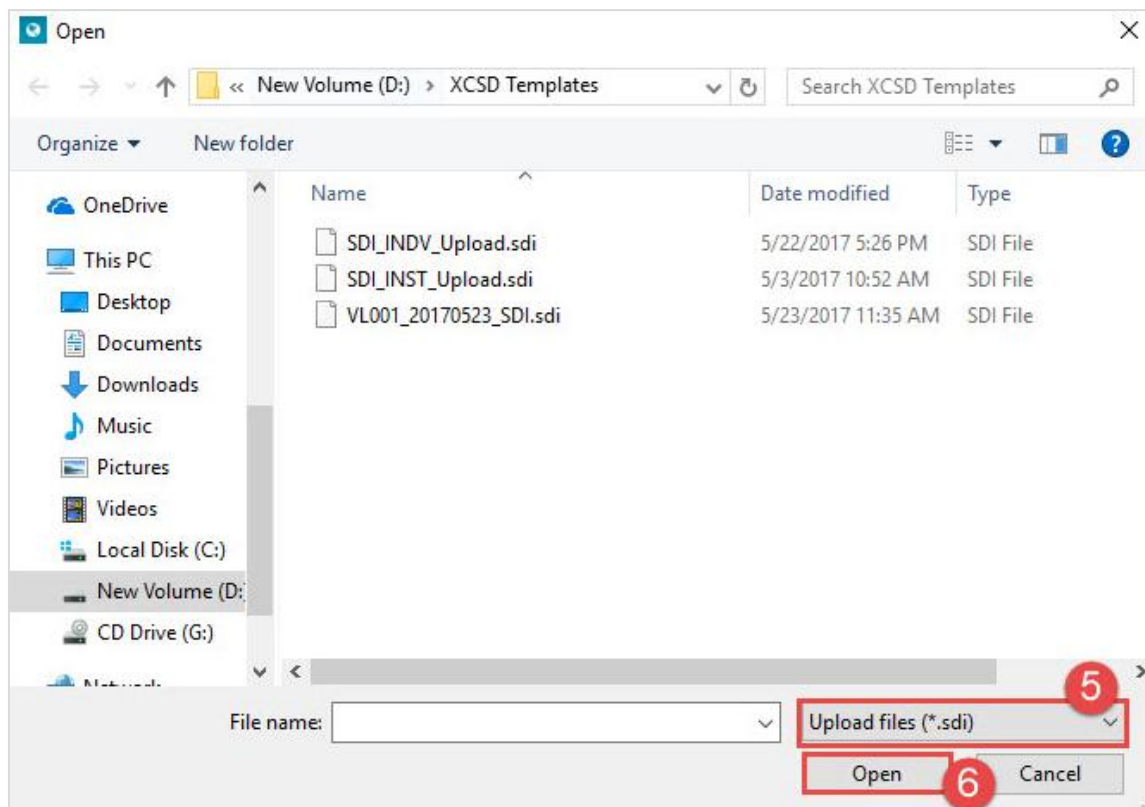 Open
« New Volume (D:) › XCSD Templates
Search XCSD Templates
Organize
New folder
Name
Date modified
Type
OneDrive
This PC
Desktop
Documents
Downloads
Music
Pictures
Videos
Local Disk (C:)
New Volume (D:
CD Drive (G:)
Network
SDI_INDV_Upload.sdi 5/22/2017 5:26 PM SDI File
SDI_INST_Upload.sdi 5/3/2017 10:52 AM SDI File
VL001_20170523_SDI.sdi 5/23/2017 11:35 AM SDI File
5
File name:
Upload files (*.sdi)
Open
6
Cancel